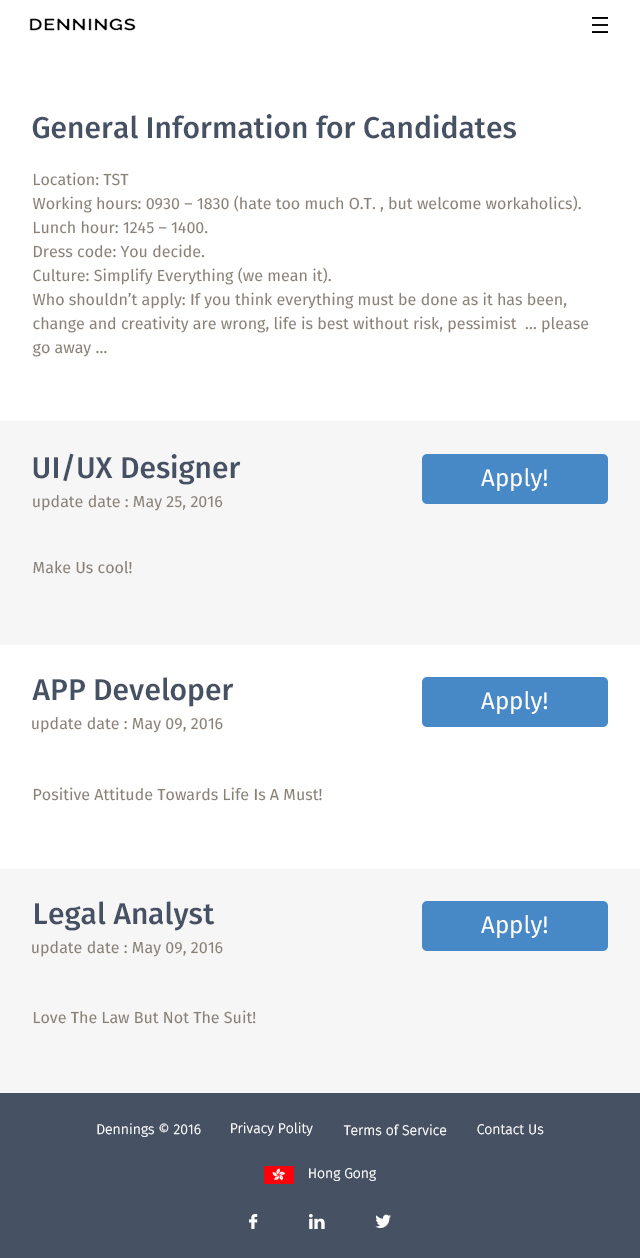 DENNINGS
General Information for Candidates
Location: TST
Working hours: 0930 – 1830 (hate too much O.T. , but welcome workaholics).
Lunch hour: 1245 – 1400.
Dress code: You decide.
Culture: Simplify Everything (we mean it).
Who shouldn’t apply: If you think everything must be done as it has been,
change and creativity are wrong, life is best without risk, pessimist  ... please
go away ...
UI/UX Designer
Apply!
update date : May 25, 2016
Make Us cool!
APP Developer
Apply!
update date : May 09, 2016
Positive Attitude Towards Life Is A Must!
Legal Analyst
Apply!
update date : May 09, 2016
Love The Law But Not The Suit!
Dennings © 2016 Privacy Polity Terms of Service Contact Us
Hong Gong